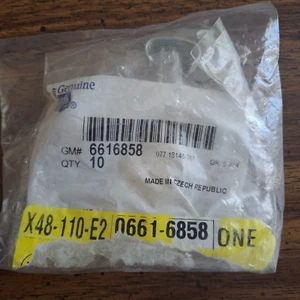 Genuine
GM# 6616858
QTY 10
MADE IN CZECH REPUBLIC
X48-110-E2 0661-6858 ONE